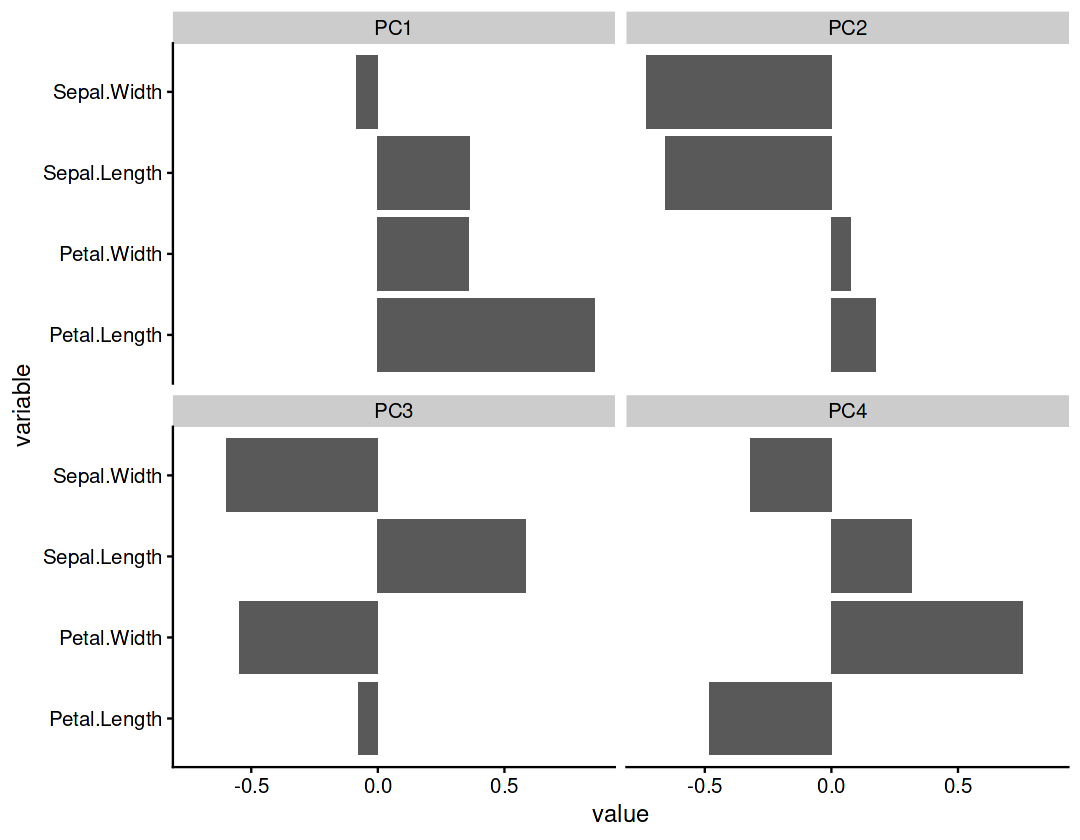 PC1
PC2
Sepal.Width
Sepal.Length
Petal.Width
Petal.Length
variable
PC3
PC4
Sepal.Width
Sepal.Length
Petal.Width
Petal.Length
-0.5 0.0 0.5
-0.5 0.0 0.5
value